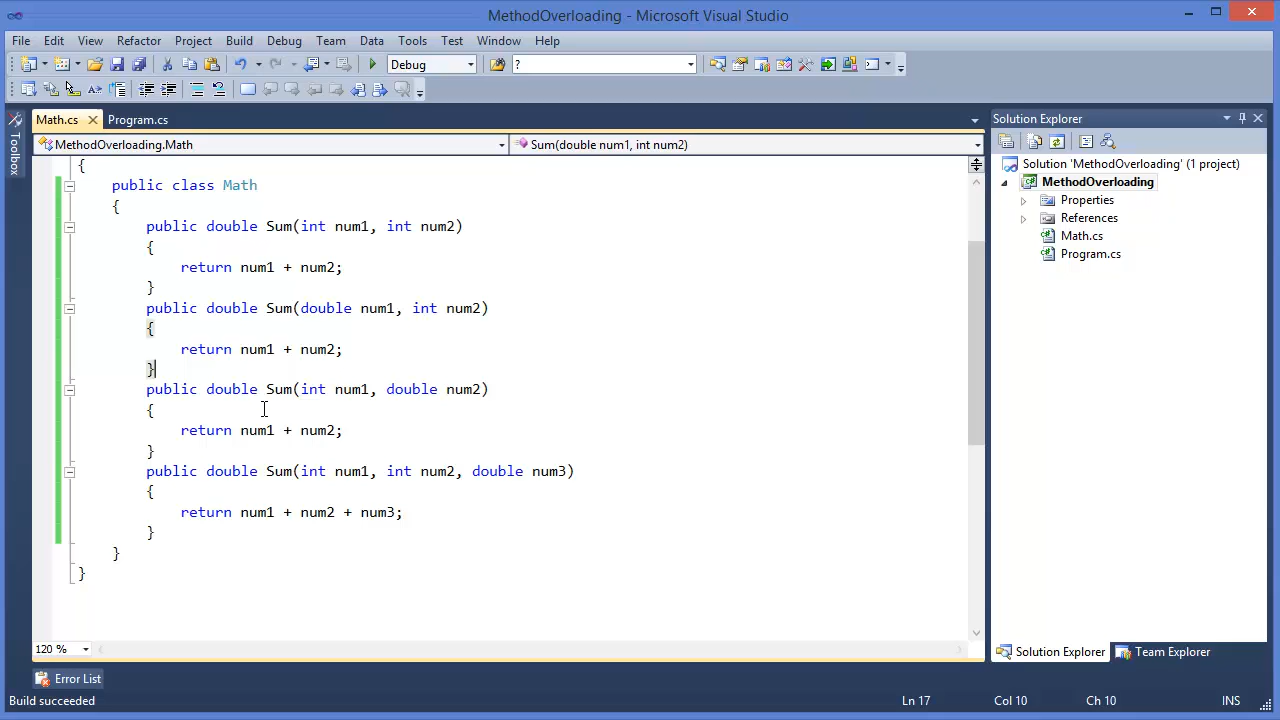 MethodOverloading - Microsoft Visual Studio
File Edit View Refactor Project Build Debug Team Data Tools Test Window Help
Debug ?
Math.cs Program.cs
MethodOverloading.Math Sum(double num1, int num2)
{
public class Math
{
public double Sum(int num1, int num2)
{
return num1 + num2;
}
public double Sum(double num1, int num2)
{
return num1 + num2;
}
public double Sum(int num1, double num2)
{
return num1 + num2;
}
public double Sum(int num1, int num2, double num3)
{
return num1 + num2 + num3;
}
}
}
120 %
Toolbox
Solution Explorer
Solution 'MethodOverloading' (1 project)
MethodOverloading
Properties
References
Math.cs
Program.cs
Solution Explorer Team Explorer
Error List
Build succeeded Ln 17 Col 10 Ch 10 INS